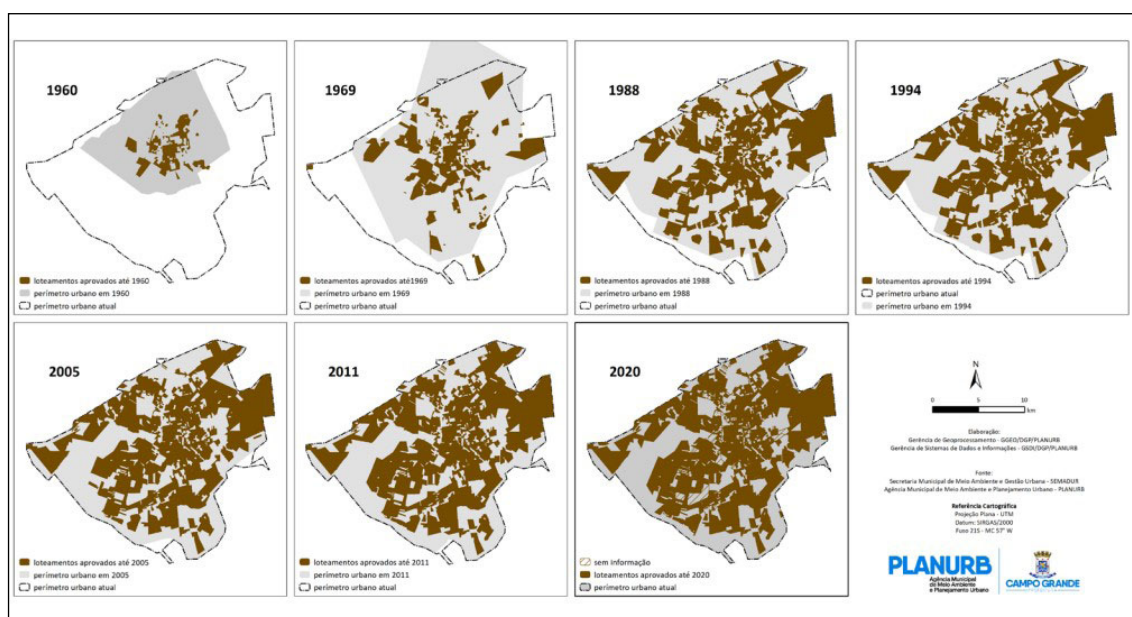 1960
loteamentos aprovados até 1960
perímetro urbano em 1960
perímetro urbano atual
1969
loteamentos aprovados até1969
perímetro urbano em 1969
perímetro urbano atual
1988
loteamentos aprovados até 1988
perímetro urbano em 1988
perímetro urbano atual
1994
loteamentos aprovados até 1994
perímetro urbano atual
perímetro urbano em 1994
2005
loteamentos aprovados até 2005
perímetro urbano em 2005
perímetro urbano atual
2011
loteamentos aprovados até 2011
perímetro urbano em 2011
perímetro urbano atual
2020
sem informação
loteamentos aprovados até 2020
perímetro urbano atual
N
0 5 10
km
Elaboração:
Gerência de Geoprocessamento - GGEO/DGP/PLANURB
Gerência de Sistemas de Dados e Informações - GSDI/DGP/PLANURB
Fonte:
Secretaria Municipal de Meio Ambiente e Gestão Urbana - SEMADUR
Agência Municipal de Meio Ambiente e Planejamento Urbano - PLANURB
Referência Cartográfica
Projeção Plana - UTM
Datum: SIRGAS/2000
Fuso 21S - MC 57° W
PLANURB
Agência Municipal
de Meio Ambiente
e Planejamento Urbano
CAMPO GRANDE